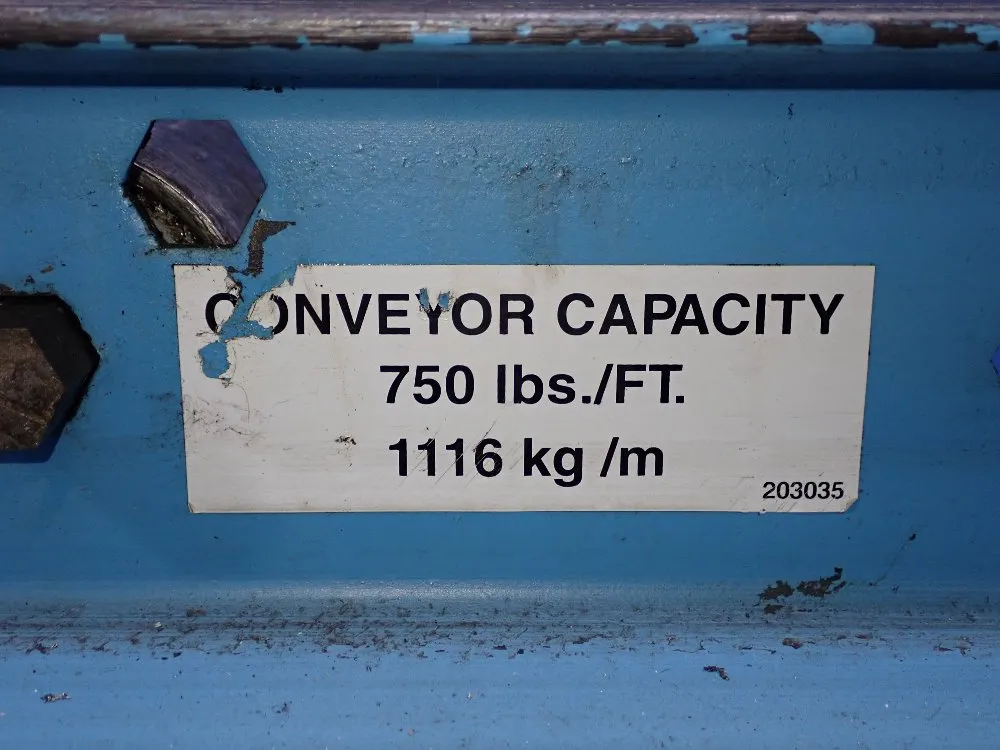 CONVEYOR CAPACITY
750 lbs./FT.
1116 kg /m
203035